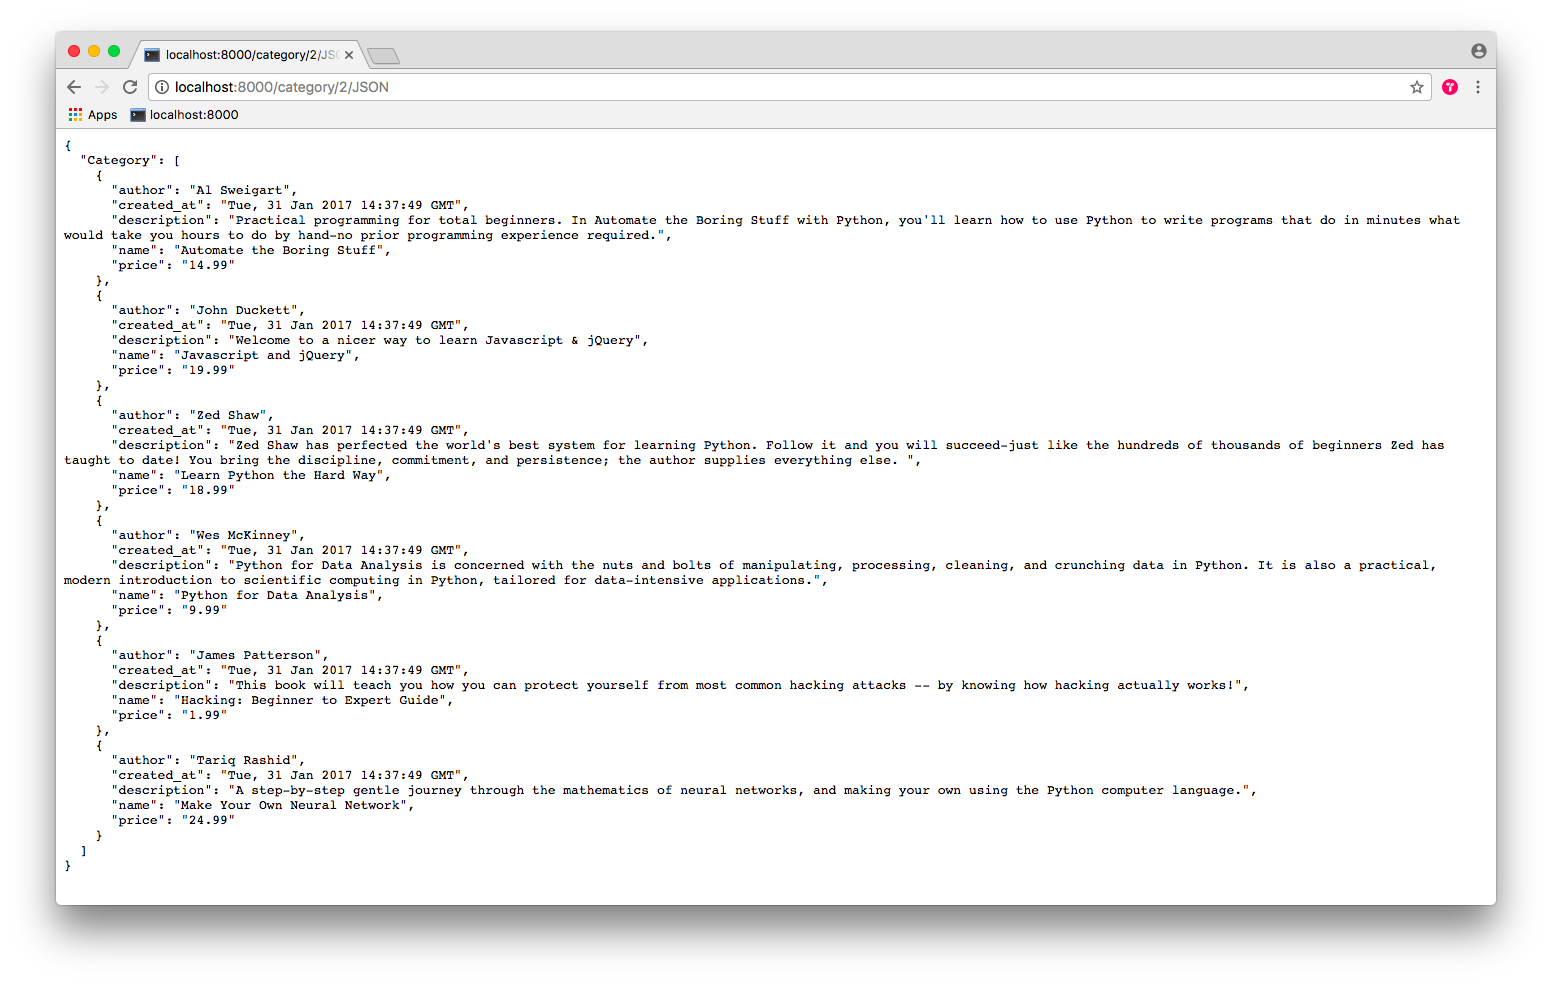 localhost:8000/category/2/JSO
localhost:8000/category/2/JSON
Apps localhost:8000
{
"Category": [
{
"author": "Al Sweigart",
"created_at": "Tue, 31 Jan 2017 14:37:49 GMT",
"description": "Practical programming for total beginners. In Automate the Boring Stuff with Python, you'll learn how to use Python to write programs that do in minutes what
would take you hours to do by hand-no prior programming experience required.",
"name": "Automate the Boring Stuff",
"price": "14.99"
},
{
"author": "John Duckett",
"created_at": "Tue, 31 Jan 2017 14:37:49 GMT",
"description": "Welcome to a nicer way to learn Javascript & jQuery",
"name": "Javascript and jQuery",
"price": "19.99"
},
{
"author": "Zed Shaw",
"created_at": "Tue, 31 Jan 2017 14:37:49 GMT",
"description": "Zed Shaw has perfected the world's best system for learning Python. Follow it and you will succeed-just like the hundreds of thousands of beginners Zed has
taught to date! You bring the discipline, commitment, and persistence; the author supplies everything else. ",
"name": "Learn Python the Hard Way",
"price": "18.99"
},
{
"author": "Wes McKinney",
"created_at": "Tue, 31 Jan 2017 14:37:49 GMT",
"description": "Python for Data Analysis is concerned with the nuts and bolts of manipulating, processing, cleaning, and crunching data in Python. It is also a practical,
modern introduction to scientific computing in Python, tailored for data-intensive applications.",
"name": "Python for Data Analysis",
"price": "9.99"
},
{
"author": "James Patterson",
"created_at": "Tue, 31 Jan 2017 14:37:49 GMT",
"description": "This book will teach you how you can protect yourself from most common hacking attacks -- by knowing how hacking actually works!",
"name": "Hacking: Beginner to Expert Guide",
"price": "1.99"
},
{
"author": "Tariq Rashid",
"created_at": "Tue, 31 Jan 2017 14:37:49 GMT",
"description": "A step-by-step gentle journey through the mathematics of neural networks, and making your own using the Python computer language.",
"name": "Make Your Own Neural Network",
"price": "24.99"
}
]
}